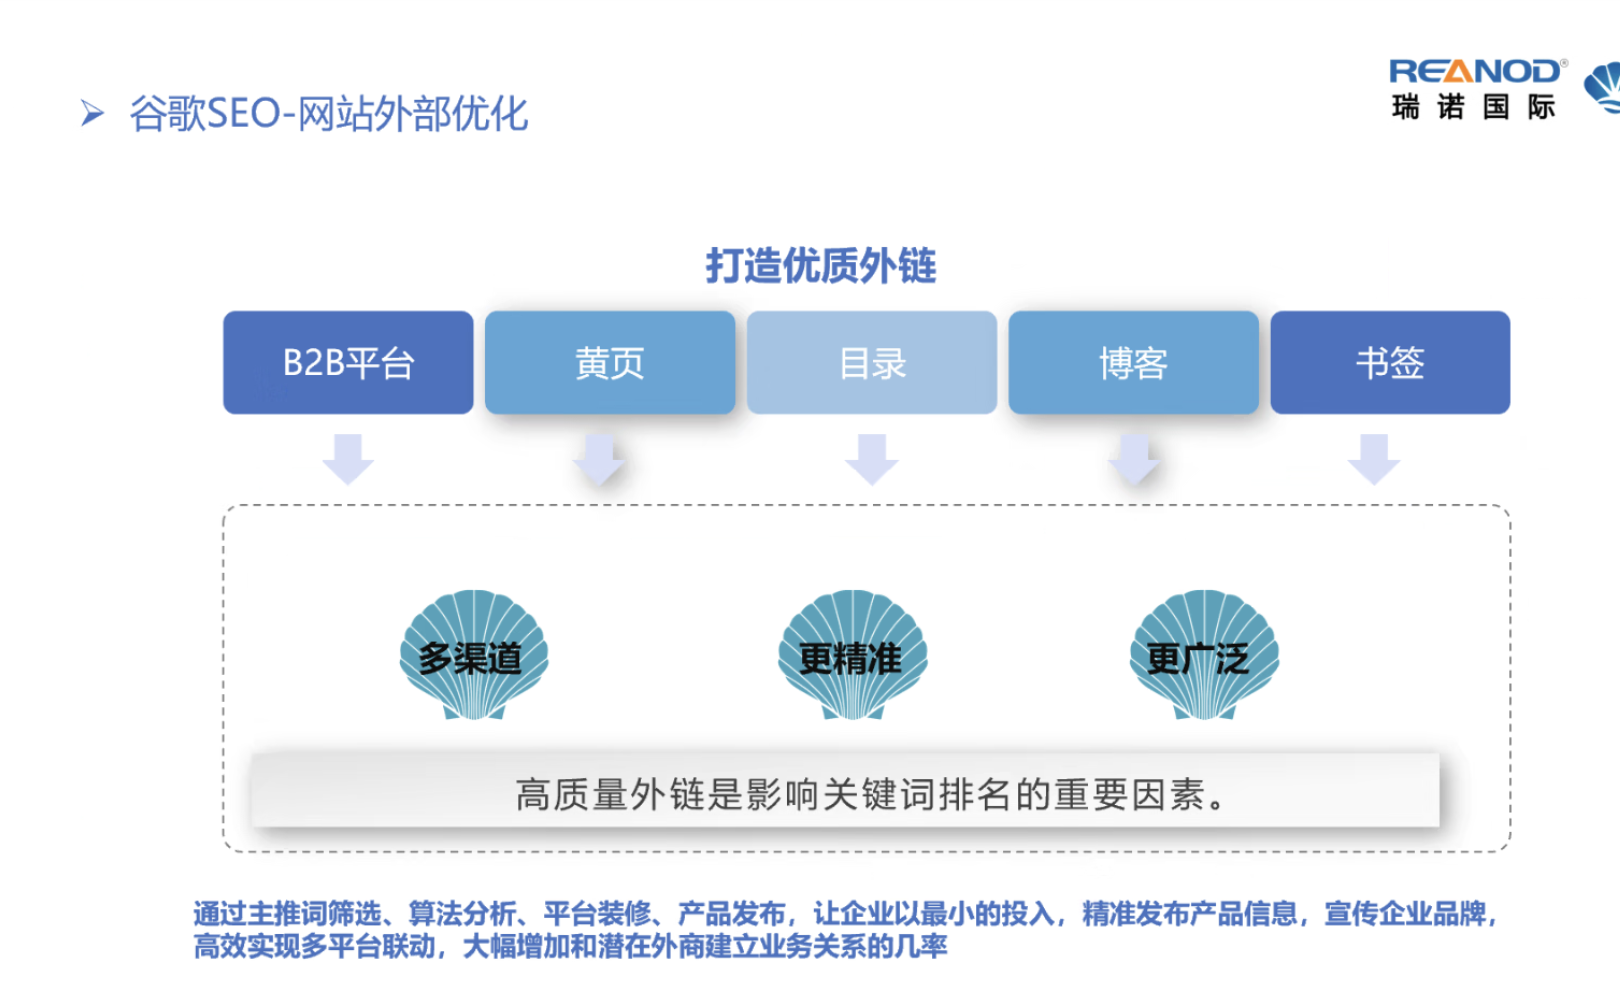 REANOD®
瑞诺国际
谷歌SEO-网站外部优化
打造优质外链
B2B平台
黄页
目录
博客
书签
多渠道
更精准
更广泛
高质量外链是影响关键词排名的重要因素。
通过主推词筛选、算法分析、平台装修、产品发布，让企业以最小的投入，精准发布产品信息，宣传企业品牌，
高效实现多平台联动，大幅增加和潜在外商建立业务关系的几率